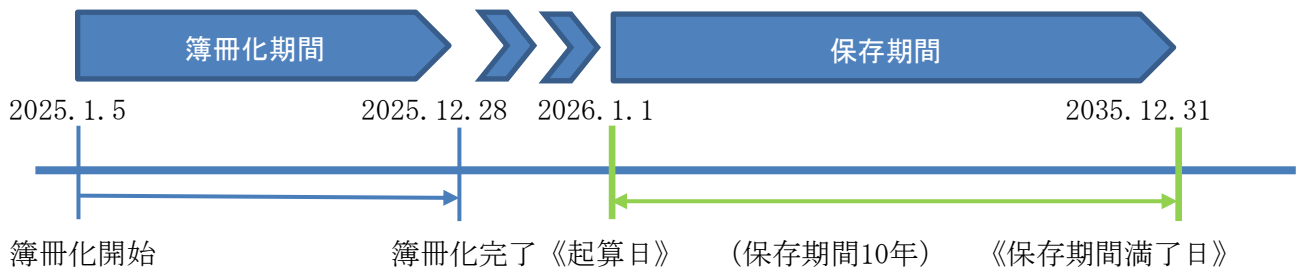 簿冊化期間 保存期間
2025.1.5 2025.12.28 2026.1.1 2035.12.31
簿冊化開始 簿冊化完了《起算日》 (保存期間10年) 《保存期間満了日》